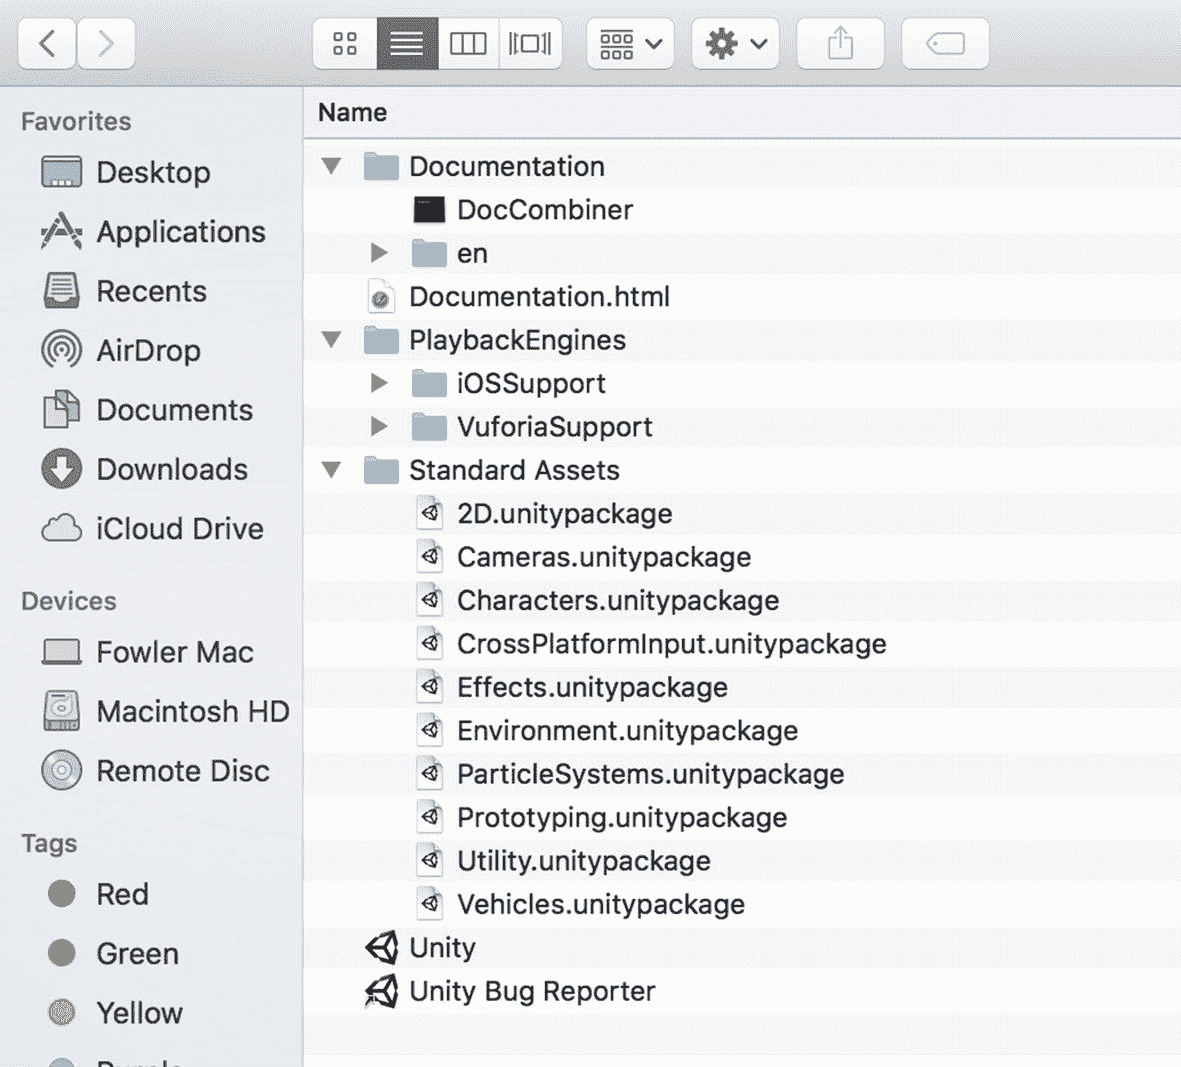 Favorites
Desktop
Applications
Recents
AirDrop
Documents
Downloads
iCloud Drive
Devices
Fowler Mac
Macintosh HD
Remote Disc
Tags
Red
Green
Yellow
Name
Documentation
DocCombiner
en
Documentation.html
PlaybackEngines
iOSSupport
VuforiaSupport
Standard Assets
2D.unitypackage
Cameras.unitypackage
Characters.unitypackage
CrossPlatformInput.unitypackage
Effects.unitypackage
Environment.unitypackage
ParticleSystems.unitypackage
Prototyping.unitypackage
Utility.unitypackage
Vehicles.unitypackage
Unity
Unity Bug Reporter